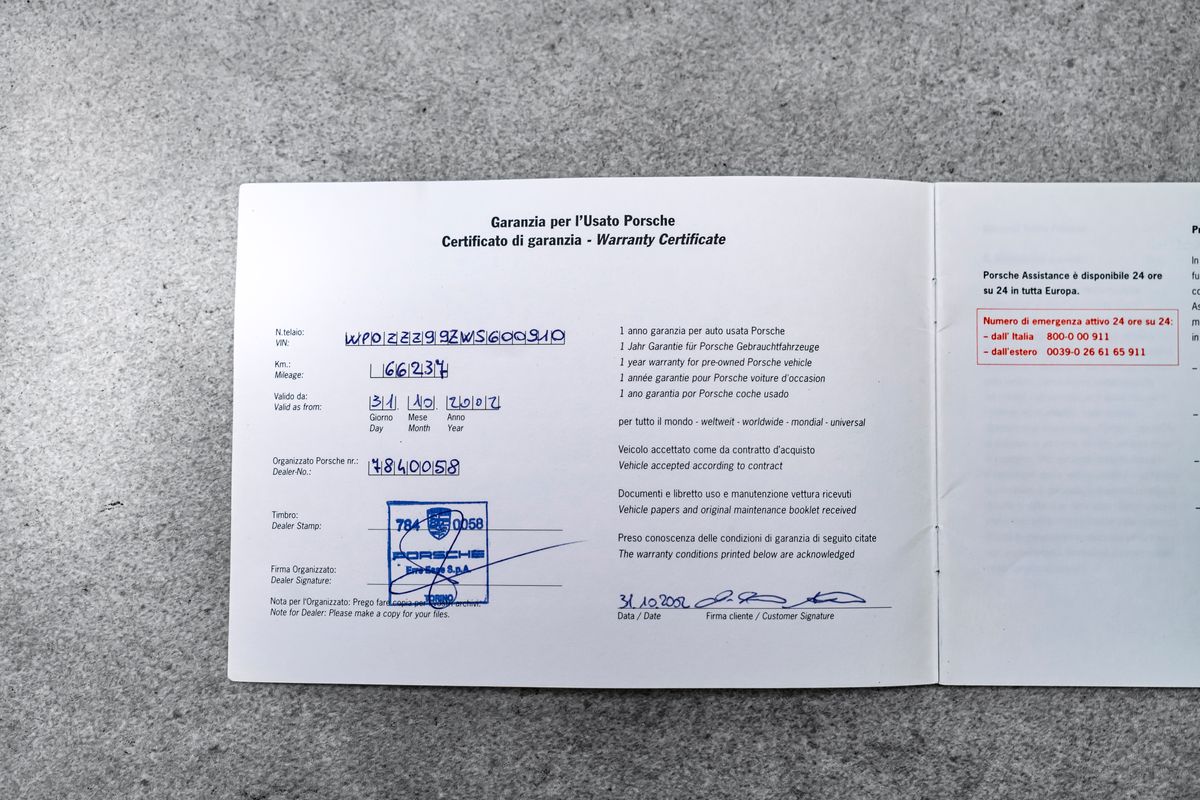 Garanzia per l'Usato Porsche
Certificato di garanzia - Warranty Certificate
N.telaio:
VIN: WP0ZZZ99ZWS600910
Km.:
Mileage: 66237
Valido da:
Valid as from: 31 10 2002
Giorno Mese Anno
Day Month Year
Organizzato Porsche nr.:
Dealer-No.: 7840058
Timbro:
Dealer Stamp:
784 0058
PORSCHE
Erre Esse S.p.A.
TORINO
Firma Organizzato:
Dealer Signature:
Nota per l'Organizzato: Prego fare copia per archivi.
Note for Dealer: Please make a copy for your files.
1 anno garanzia per auto usata Porsche
1 Jahr Garantie für Porsche Gebrauchtfahrzeuge
1 year warranty for pre-owned Porsche vehicle
1 année garantie pour Porsche voiture d'occasion
1 ano garantia por Porsche coche usado
per tutto il mondo - weltweit - worldwide - mondial - universal
Veicolo accettato come da contratto d'acquisto
Vehicle accepted according to contract
Documenti e libretto uso e manutenzione vettura ricevuti
Vehicle papers and original maintenance booklet received
Preso conoscenza delle condizioni di garanzia di seguito citate
The warranty conditions printed below are acknowledged
31.10.2002
Data / Date Firma cliente / Customer Signature
Porsche Assistance è disponibile 24 ore
su 24 in tutta Europa.
Numero di emergenza attivo 24 ore su 24:
– dall' Italia 800-0 00 911
– dall'estero 0039-0 26 61 65 911